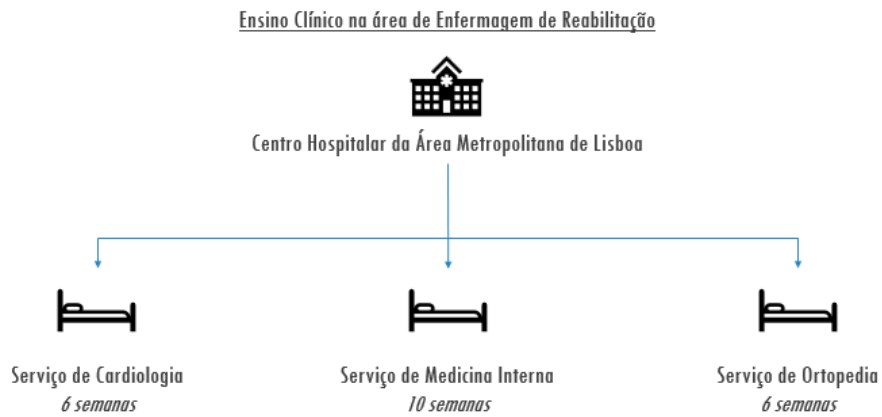 Ensino Clínico na área de Enfermagem de Reabilitação
Centro Hospitalar da Área Metropolitana de Lisboa
Serviço de Cardiologia
6 semanas
Serviço de Medicina Interna
10 semanas
Serviço de Ortopedia
6 semanas